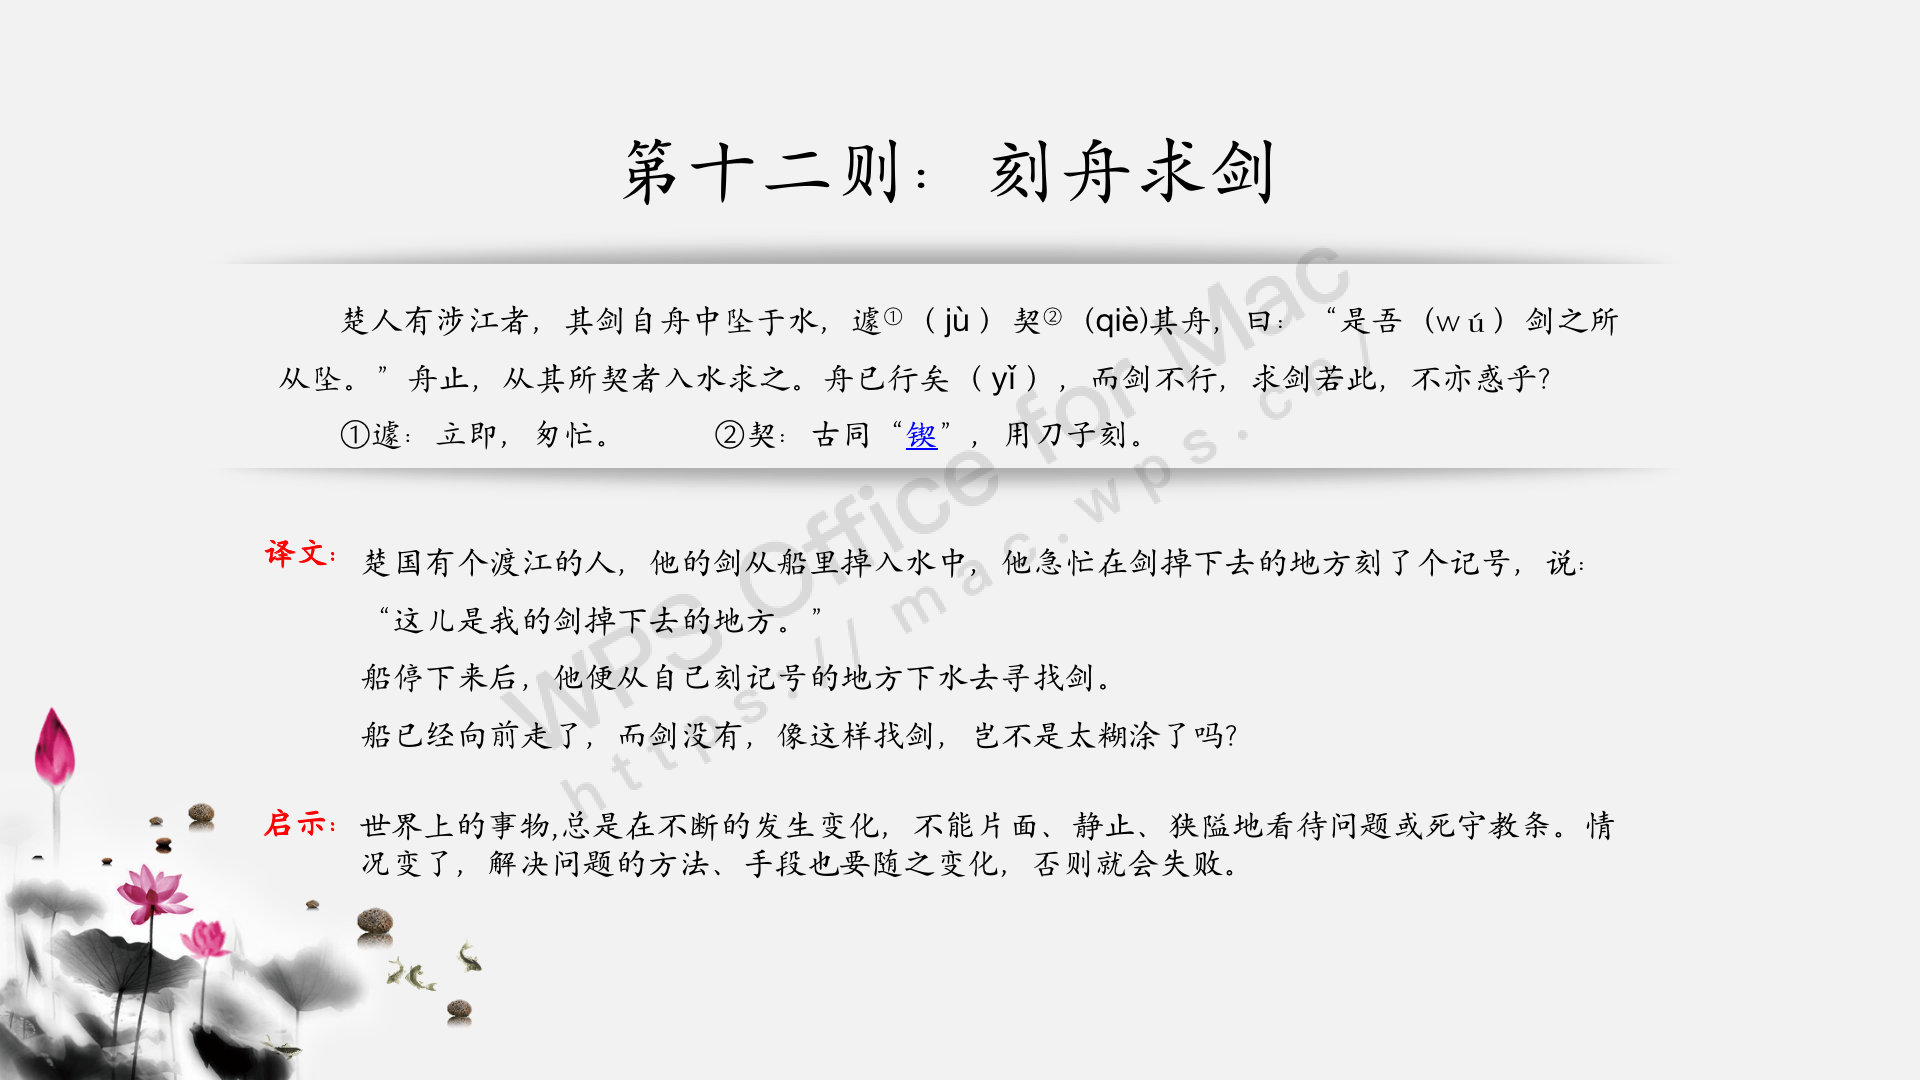 第十二则：刻舟求剑
楚人有涉江者，其剑自舟中坠于水，遽①（jù）契②（qiè)其舟，曰：“是吾（wú）剑之所
从坠。”舟止，从其所契者入水求之。舟已行矣（yǐ），而剑不行，求剑若此，不亦惑乎？
①遽：立即，匆忙。 ②契：古同“锲”，用刀子刻。
译文：楚国有个渡江的人，他的剑从船里掉入水中，他急忙在剑掉下去的地方刻了个记号，说：
“这儿是我的剑掉下去的地方。”
船停下来后，他便从自己刻记号的地方下水去寻找剑。
船已经向前走了，而剑没有，像这样找剑，岂不是太糊涂了吗？
启示：世界上的事物,总是在不断的发生变化，不能片面、静止、狭隘地看待问题或死守教条。情
况变了，解决问题的方法、手段也要随之变化，否则就会失败。
WPS Office for Mac
https://mac.wps.cn/